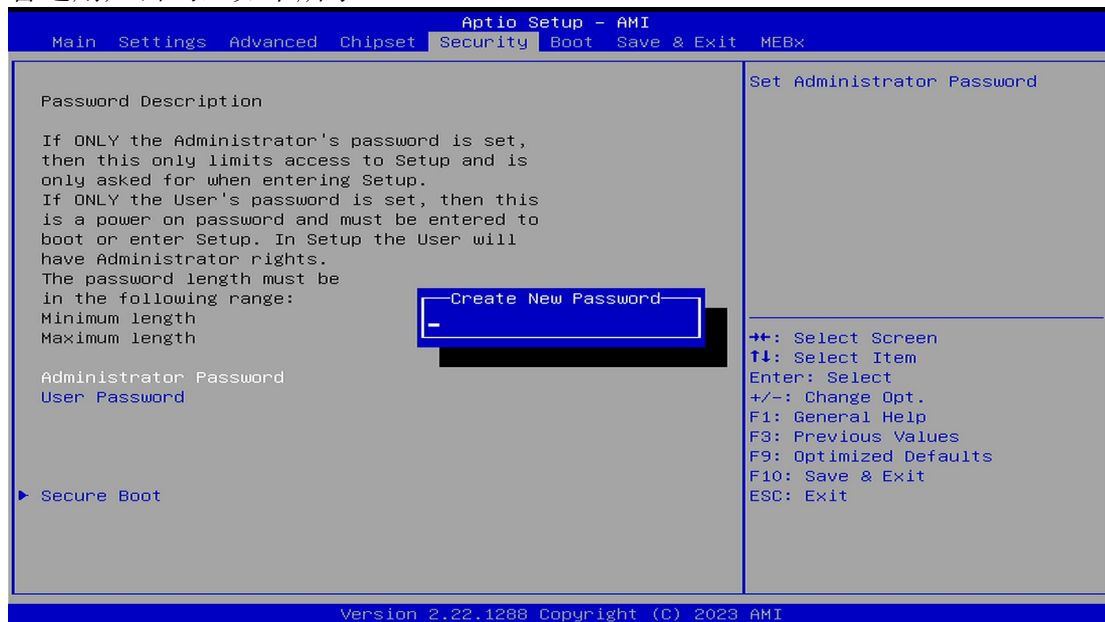 Aptio Setup - AMI
Main Settings Advanced Chipset Security Boot Save & Exit MEBx
Password Description
If ONLY the Administrator's password is set,
then this only limits access to Setup and is
only asked for when entering Setup.
If ONLY the User's password is set, then this
is a power on password and must be entered to
boot or enter Setup. In Setup the User will
have Administrator rights.
The password length must be
in the following range:
Minimum length
Maximum length
Administrator Password
User Password
Secure Boot
Create New Password
Set Administrator Password
→←: Select Screen
↑↓: Select Item
Enter: Select
+/-: Change Opt.
F1: General Help
F3: Previous Values
F9: Optimized Defaults
F10: Save & Exit
ESC: Exit
Version 2.22.1288 Copyright (C) 2023 AMI